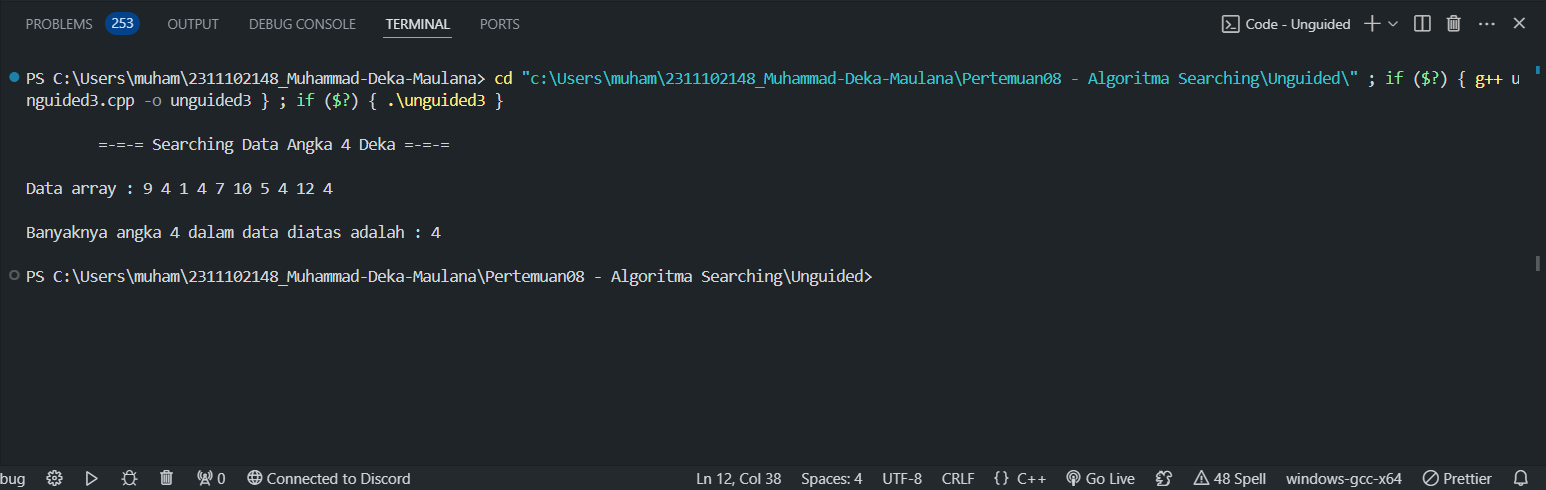 PROBLEMS 253 OUTPUT DEBUG CONSOLE TERMINAL PORTS Code - Unguided
PS C:\Users\muham\2311102148_Muhammad-Deka-Maulana> cd "c:\Users\muham\2311102148_Muhammad-Deka-Maulana\Pertemuan08 - Algoritma Searching\Unguided\" ; if ($?) { g++ u
nguided3.cpp -o unguided3 } ; if ($?) { .\unguided3 }
=-=-= Searching Data Angka 4 Deka =-=-=
Data array : 9 4 1 4 7 10 5 4 12 4
Banyaknya angka 4 dalam data diatas adalah : 4
PS C:\Users\muham\2311102148_Muhammad-Deka-Maulana\Pertemuan08 - Algoritma Searching\Unguided>
bug 0 Connected to Discord Ln 12, Col 38 Spaces: 4 UTF-8 CRLF {} C++ Go Live 48 Spell windows-gcc-x64 Prettier